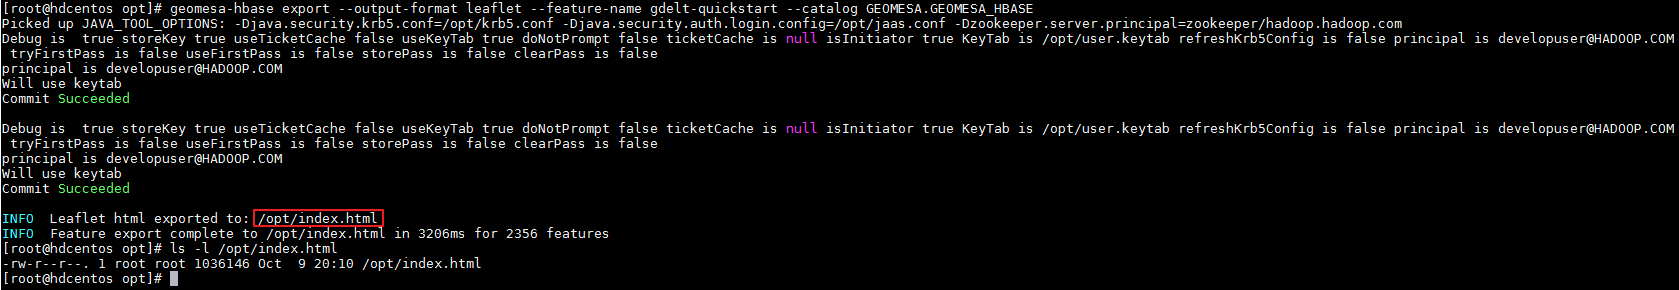 [root@hdcentos opt]# geomesa-hbase export --output-format leaflet --feature-name gdelt-quickstart --catalog GEOMESA.GEOMESA_HBASE
Picked up JAVA_TOOL_OPTIONS: -Djava.security.krb5.conf=/opt/krb5.conf -Djava.security.auth.login.config=/opt/jaas.conf -Dzookeeper.server.principal=zookeeper/hadoop.hadoop.com
Debug is  true storeKey true useTicketCache false useKeyTab true doNotPrompt false ticketCache is null isInitiator true KeyTab is /opt/user.keytab refreshKrb5Config is false principal is developuser@HADOOP.COM
 tryFirstPass is false useFirstPass is false storePass is false clearPass is false
principal is developuser@HADOOP.COM
Will use keytab
Commit Succeeded
Debug is  true storeKey true useTicketCache false useKeyTab true doNotPrompt false ticketCache is null isInitiator true KeyTab is /opt/user.keytab refreshKrb5Config is false principal is developuser@HADOOP.COM
 tryFirstPass is false useFirstPass is false storePass is false clearPass is false
principal is developuser@HADOOP.COM
Will use keytab
Commit Succeeded
INFO  Leaflet html exported to: /opt/index.html
INFO  Feature export complete to /opt/index.html in 3206ms for 2356 features
[root@hdcentos opt]# ls -l /opt/index.html
-rw-r--r--. 1 root root 1036146 Oct  9 20:10 /opt/index.html
[root@hdcentos opt]#